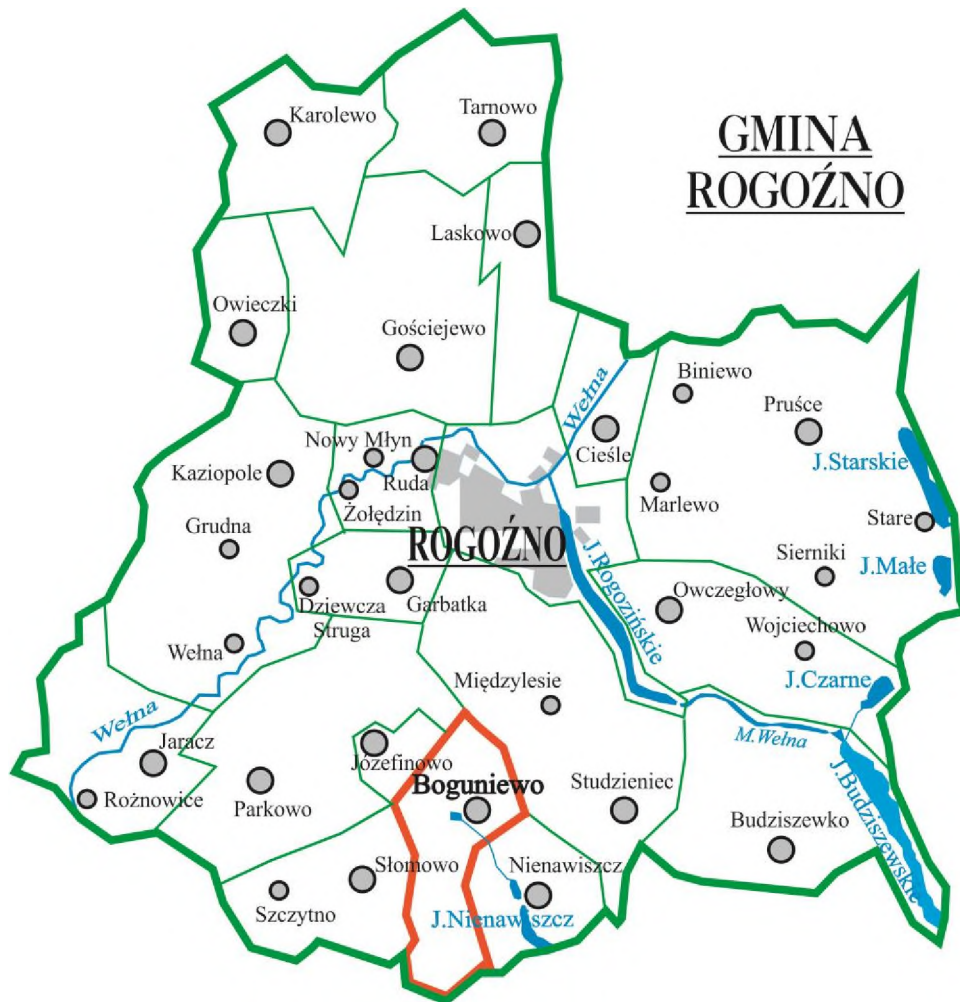 GMINA
ROGOŹNO
Karolewo
Tarnowo
Laskowo
Owieczki
Gościejewo
Wełna
Biniewo
Pruśce
Cieśle
J.Starskie
Nowy Młyn
Kaziopole
Ruda
Marlewo
Żołędzin
Stare
Grudna
ROGOŹNO
Sierniki
J.Małe
J.Rogozińskie
Owczegłowy
Dziewcza
Struga
Garbatka
Wojciechowo
Wełna
J.Czarne
Międzylesie
Wełna
M.Wełna
Jaracz
Józefinowo
Boguniewo
Studzieniec
J.Budziszewskie
Rożnowice
Parkowo
Budziszewko
Słomowo
Nienawiszcz
Szczytno
J.Nienawiszcz